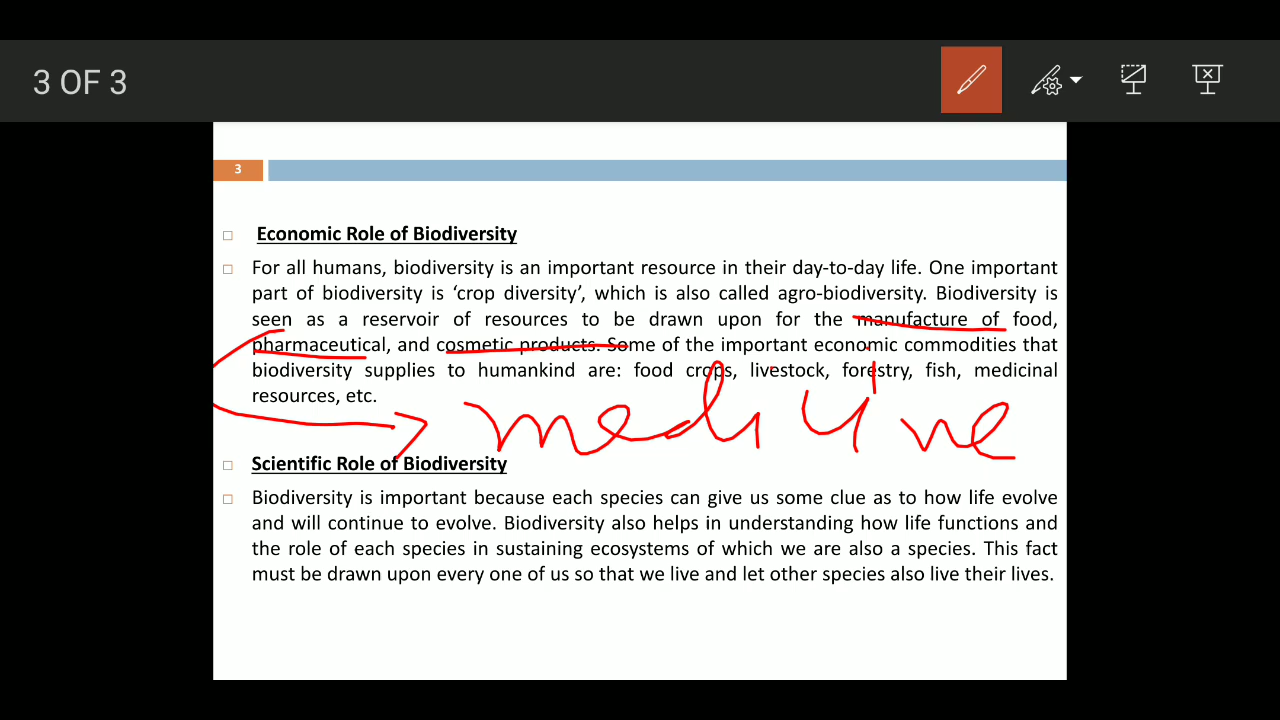 3 OF 3
3
Economic Role of Biodiversity
For all humans, biodiversity is an important resource in their day-to-day life. One important
part of biodiversity is ‘crop diversity’, which is also called agro-biodiversity. Biodiversity is
seen as a reservoir of resources to be drawn upon for the manufacture of food,
pharmaceutical, and cosmetic products. Some of the important economic commodities that
biodiversity supplies to humankind are: food crops, livestock, forestry, fish, medicinal
resources, etc.
medicine
Scientific Role of Biodiversity
Biodiversity is important because each species can give us some clue as to how life evolve
and will continue to evolve. Biodiversity also helps in understanding how life functions and
the role of each species in sustaining ecosystems of which we are also a species. This fact
must be drawn upon every one of us so that we live and let other species also live their lives.